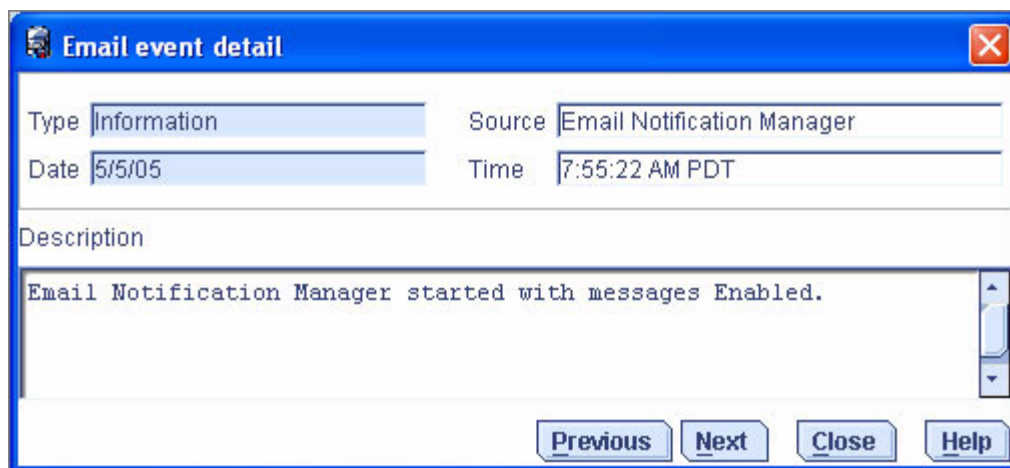 Email event detail
Type Information Source Email Notification Manager
Date 5/5/05 Time 7:55:22 AM PDT
Description
Email Notification Manager started with messages Enabled.
Previous Next Close Help